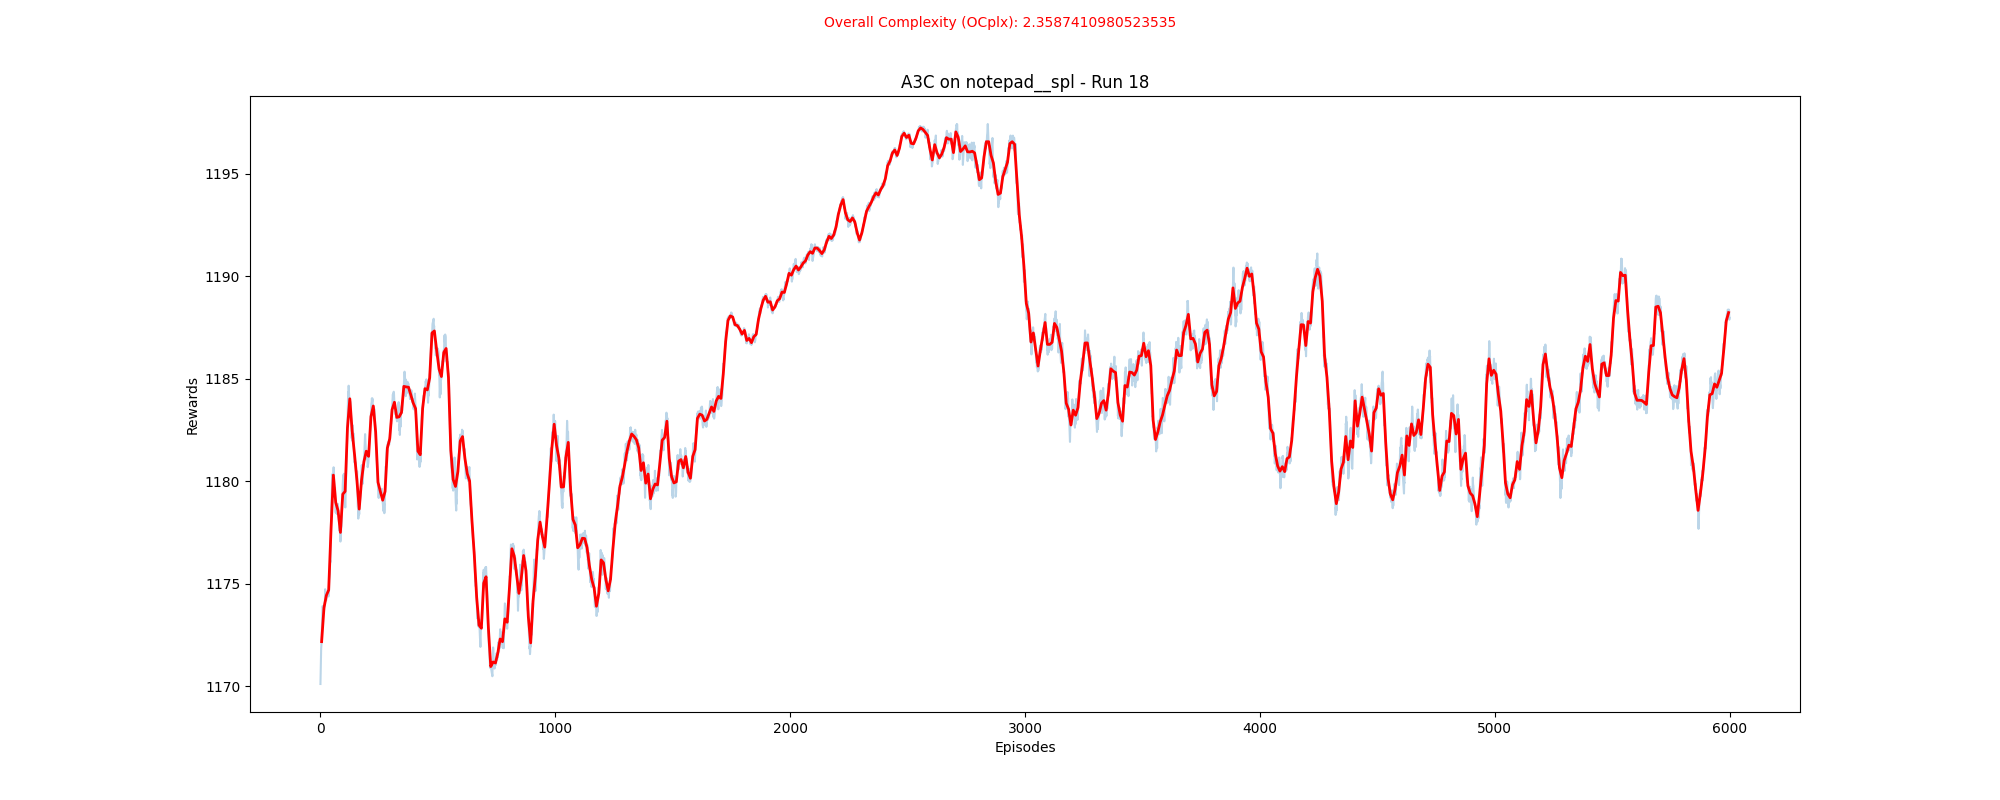 Overall Complexity (OCplx): 2.3587410980523535
A3C on notepad__spl - Run 18
Rewards
1195
1190
1185
1180
1175
1170
0 1000 2000 3000 4000 5000 6000
Episodes